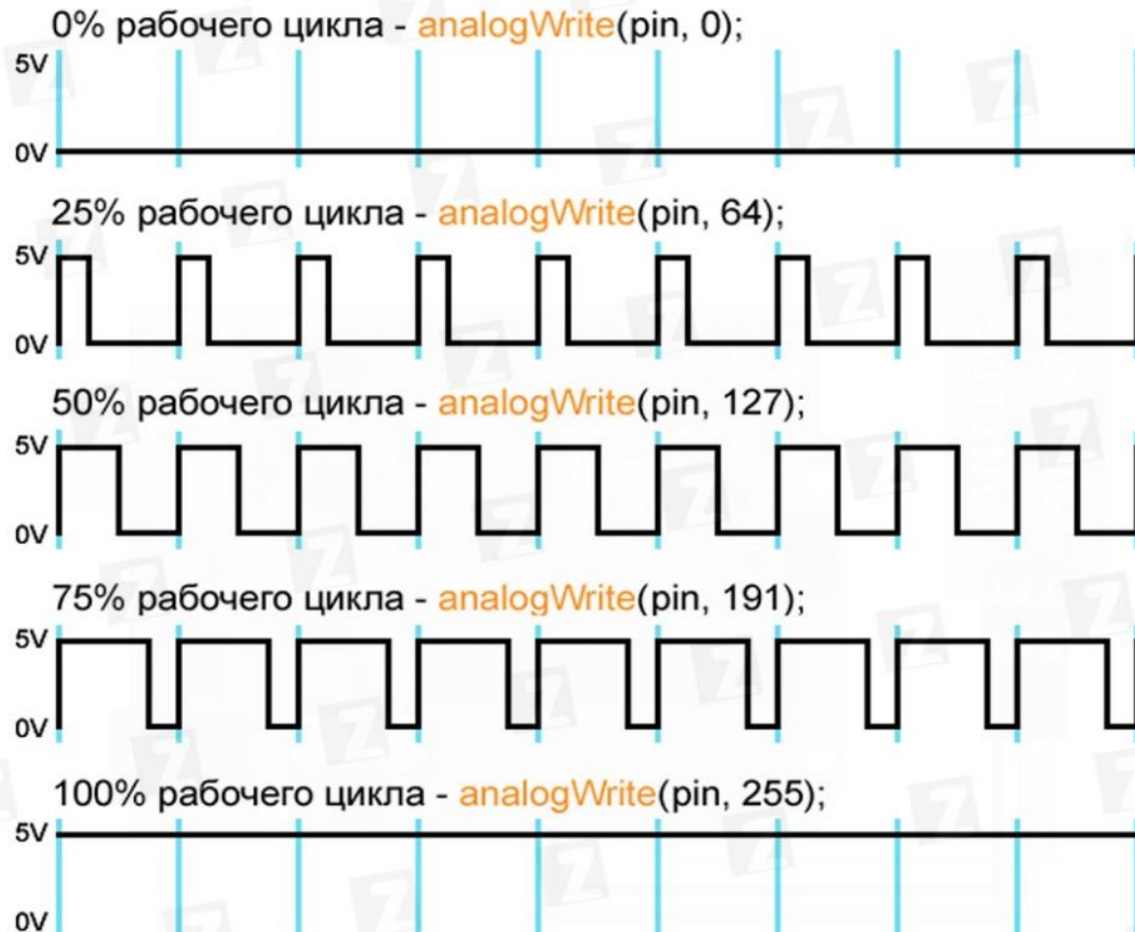 0% рабочего цикла - analogWrite(pin, 0);
5V
0V
25% рабочего цикла - analogWrite(pin, 64);
5V
0V
50% рабочего цикла - analogWrite(pin, 127);
5V
0V
75% рабочего цикла - analogWrite(pin, 191);
5V
0V
100% рабочего цикла - analogWrite(pin, 255);
5V
0V